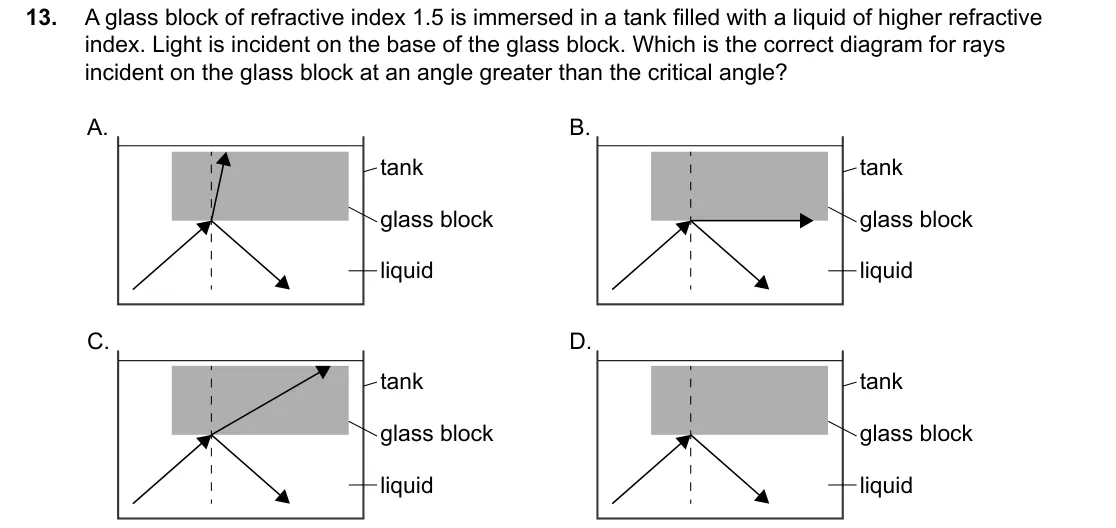 13. A glass block of refractive index 1.5 is immersed in a tank filled with a liquid of higher refractive
index. Light is incident on the base of the glass block. Which is the correct diagram for rays
incident on the glass block at an angle greater than the critical angle?
A.
tank
glass block
liquid
B.
tank
glass block
liquid
C.
tank
glass block
liquid
D.
tank
glass block
liquid